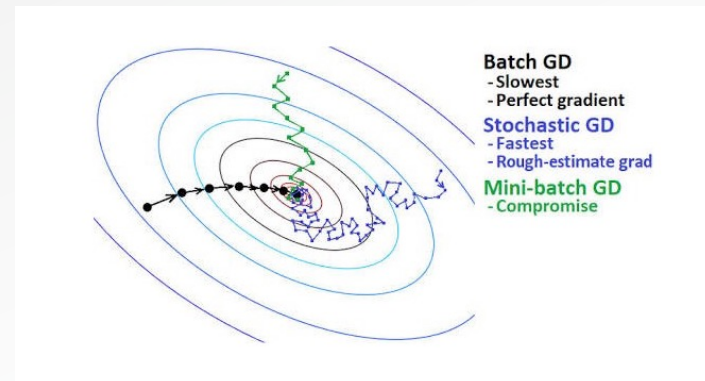 Batch GD
- Slowest
- Perfect gradient
Stochastic GD
- Fastest
- Rough-estimate grad
Mini-batch GD
- Compromise